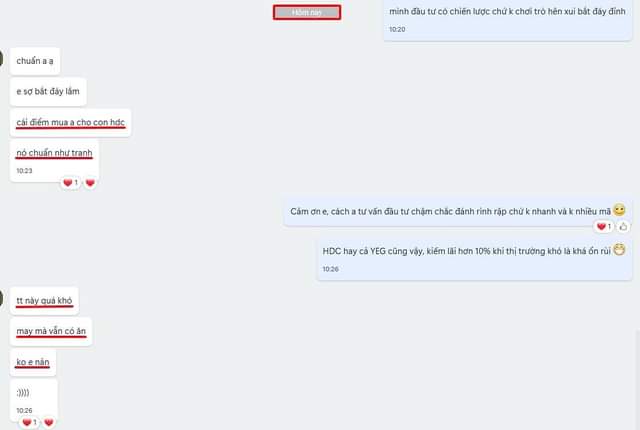 Hôm nay
mình đầu tư có chiến lược chứ k chơi trò hên xui bắt đáy đỉnh
10:20
chuẩn a ạ
e sợ bắt đáy lắm
cái điểm mua a cho con hdc
nó chuẩn như tranh
10:23
1
Cảm ơn e, cách a tư vấn đầu tư chậm chắc đánh rình rập chứ k nhanh và k nhiều mã
1
HDC hay cả YEG cũng vậy, kiếm lãi hơn 10% khi thị trường khó là khá ổn rùi
10:26
tt này quá khó
may mà vẫn có ăn
ko e nản
:))))
10:26
1